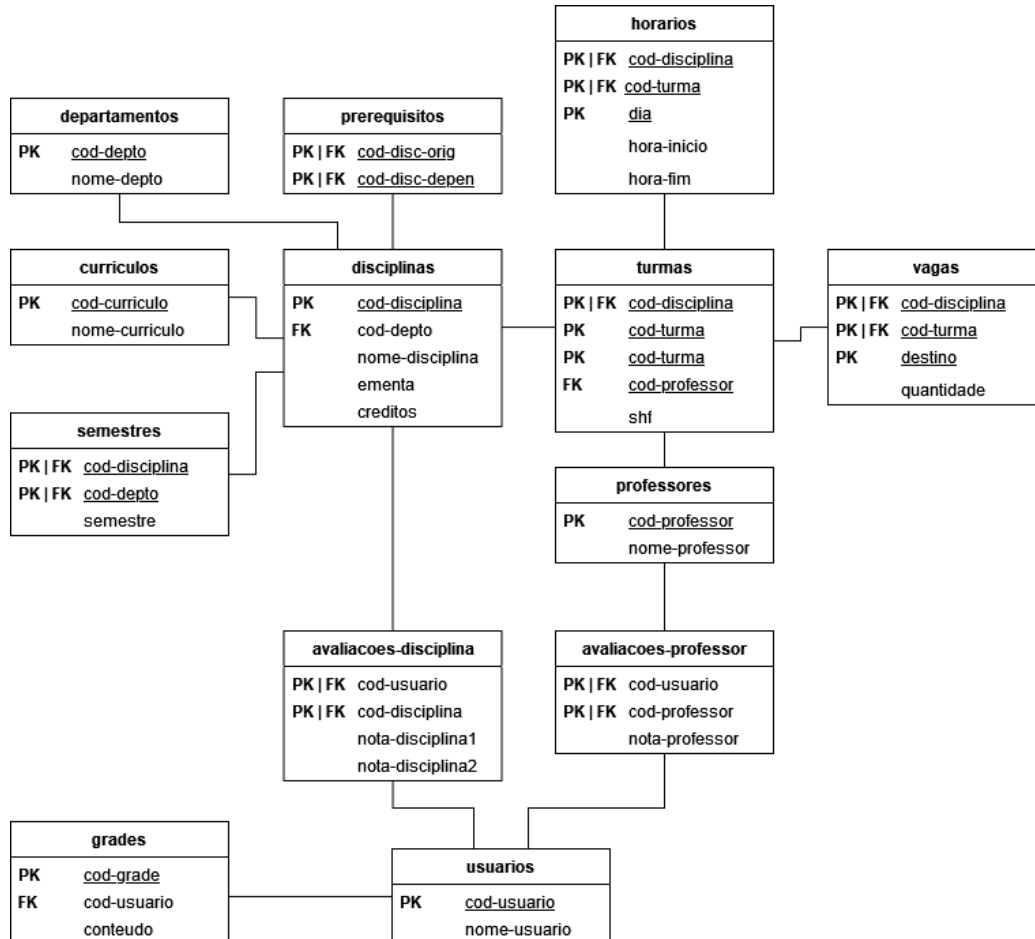 horarios
PK | FK cod-disciplina
PK | FK cod-turma
PK dia
hora-inicio
hora-fim
departamentos
PK cod-depto
nome-depto
prerequisitos
PK | FK cod-disc-orig
PK | FK cod-disc-depen
curriculos
PK cod-curriculo
nome-curriculo
disciplinas
PK cod-disciplina
FK cod-depto
nome-disciplina
ementa
creditos
turmas
PK | FK cod-disciplina
PK cod-turma
PK cod-turma
FK cod-professor
shf
vagas
PK | FK cod-disciplina
PK | FK cod-turma
PK destino
quantidade
semestres
PK | FK cod-disciplina
PK | FK cod-depto
semestre
professores
PK cod-professor
nome-professor
avaliacoes-disciplina
PK | FK cod-usuario
PK | FK cod-disciplina
nota-disciplina1
nota-disciplina2
avaliacoes-professor
PK | FK cod-usuario
PK | FK cod-professor
nota-professor
grades
PK cod-grade
FK cod-usuario
conteudo
usuarios
PK cod-usuario
nome-usuario